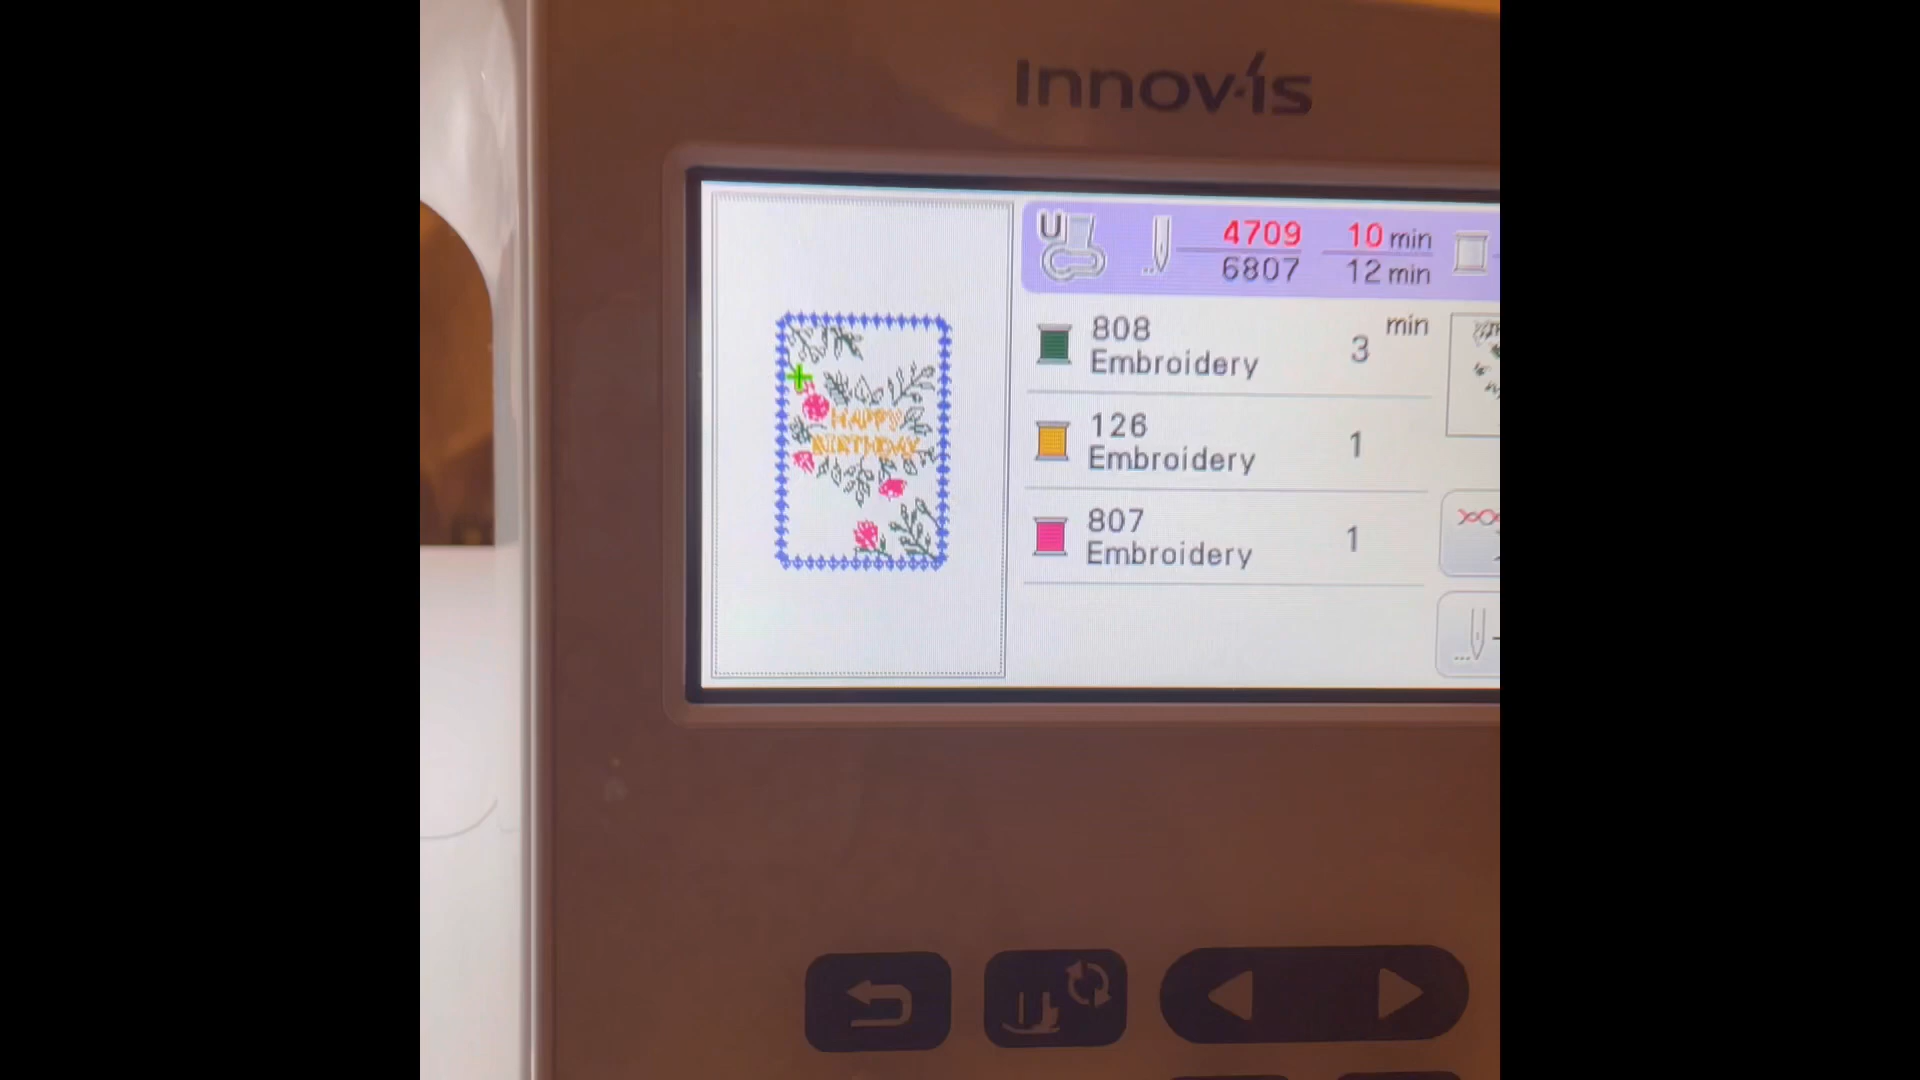 Innov-ís
U
4709 10 min
6807 12 min
808
Embroidery
3 min
126
Embroidery
1
807
Embroidery
1
HAPPY
BIRTHDAY